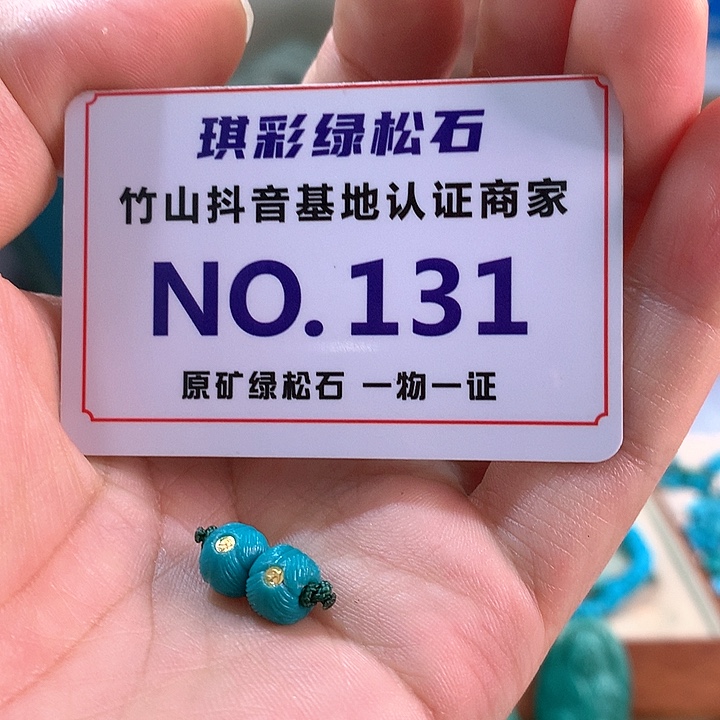 琪彩绿松石
竹山抖音基地认证商家
NO.131
原矿绿松石 一物一证